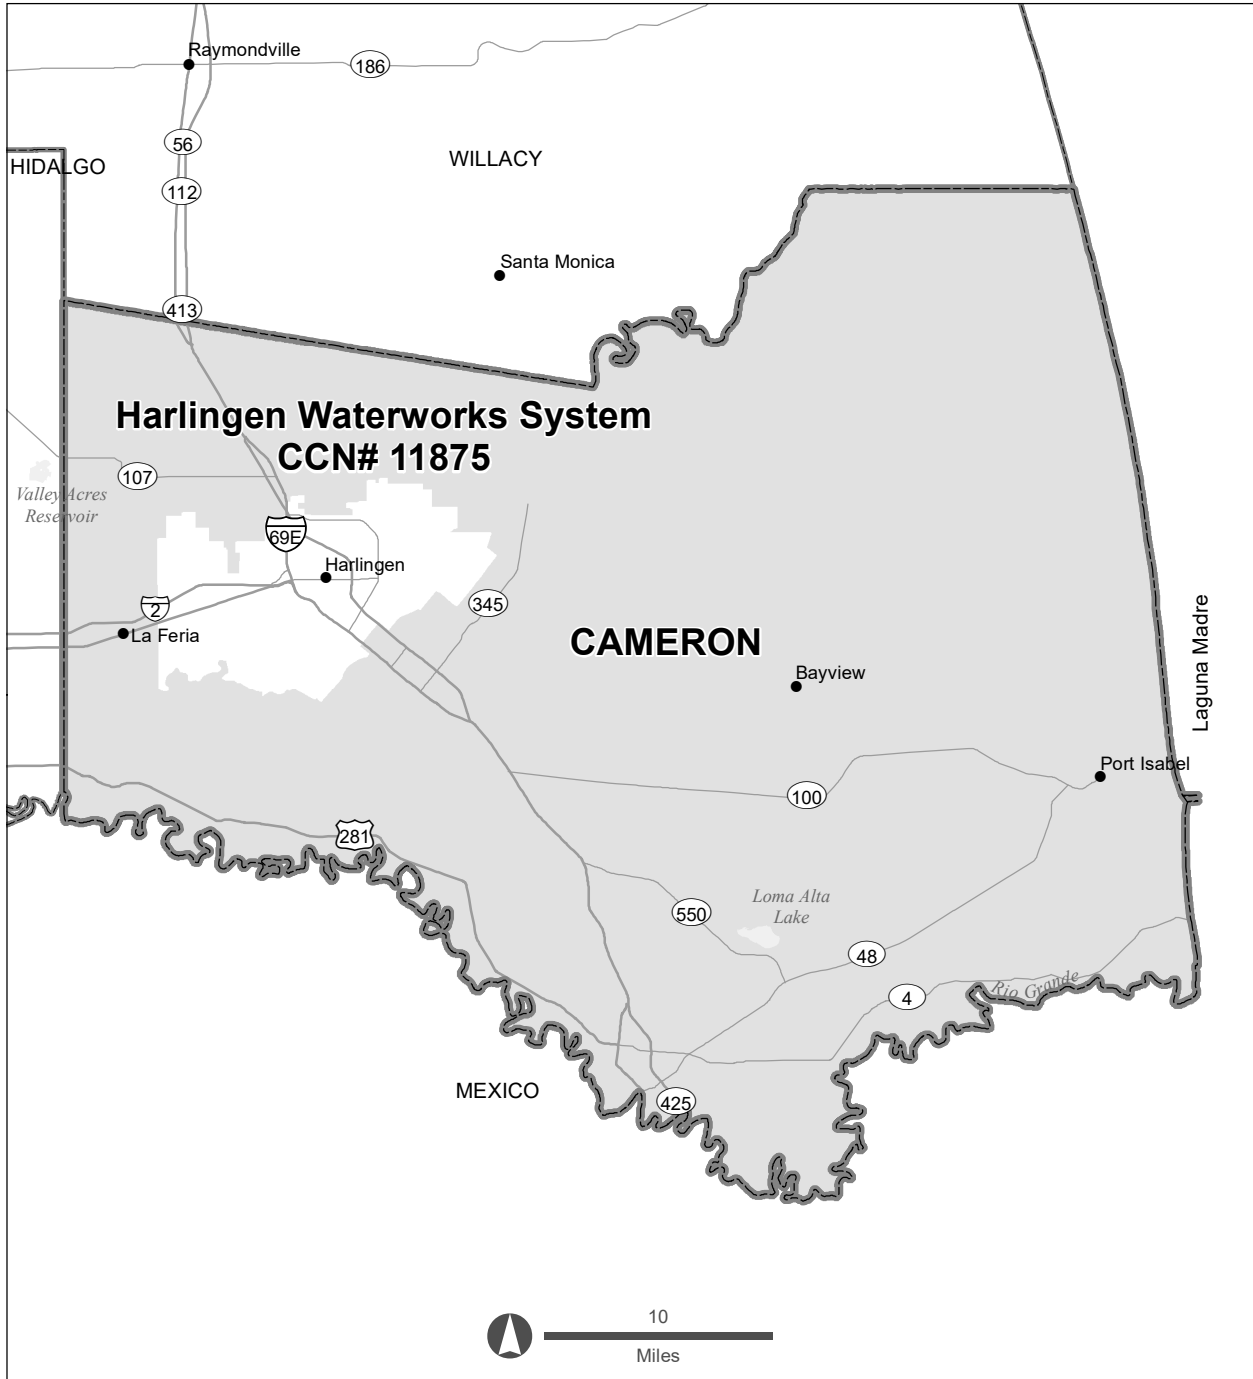 Raymondville
186
56
HIDALGO
WILLACY
112
Santa Monica
413
Harlingen Waterworks System
CCN# 11875
107
Valley Acres
Reservoir
69E
Harlingen
2
345
La Feria
CAMERON
Laguna Madre
Bayview
Port Isabel
100
281
Loma Alta
Lake
550
48
Rio Grande
4
MEXICO
425
10
Miles